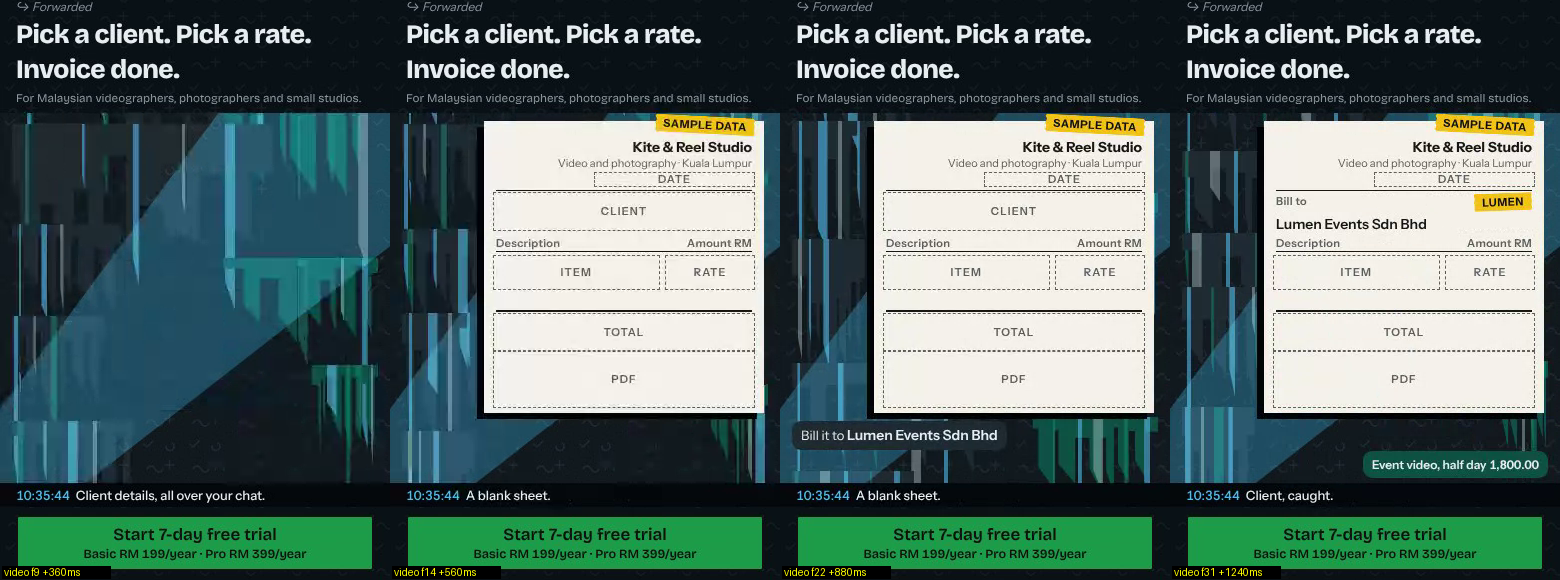 ↪ Forwarded
Pick a client. Pick a rate.
Invoice done.
For Malaysian videographers, photographers and small studios.
10:35:44 Client details, all over your chat.
Start 7-day free trial
Basic RM 199/year · Pro RM 399/year
video f9 +360ms
↪ Forwarded
Pick a client. Pick a rate.
Invoice done.
For Malaysian videographers, photographers and small studios.
SAMPLE DATA
Kite & Reel Studio
Video and photography · Kuala Lumpur
DATE
CLIENT
Description Amount RM
ITEM RATE
TOTAL
PDF
10:35:44 A blank sheet.
Start 7-day free trial
Basic RM 199/year · Pro RM 399/year
video f14 +560ms
↪ Forwarded
Pick a client. Pick a rate.
Invoice done.
For Malaysian videographers, photographers and small studios.
SAMPLE DATA
Kite & Reel Studio
Video and photography · Kuala Lumpur
DATE
CLIENT
Description Amount RM
ITEM RATE
TOTAL
PDF
Bill it to Lumen Events Sdn Bhd
10:35:44 A blank sheet.
Start 7-day free trial
Basic RM 199/year · Pro RM 399/year
video f22 +880ms
↪ Forwarded
Pick a client. Pick a rate.
Invoice done.
For Malaysian videographers, photographers and small studios.
SAMPLE DATA
Kite & Reel Studio
Video and photography · Kuala Lumpur
DATE
Bill to LUMEN
Lumen Events Sdn Bhd
Description Amount RM
ITEM RATE
TOTAL
PDF
Event video, half day 1,800.00
10:35:44 Client, caught.
Start 7-day free trial
Basic RM 199/year · Pro RM 399/year
video f31 +1240ms